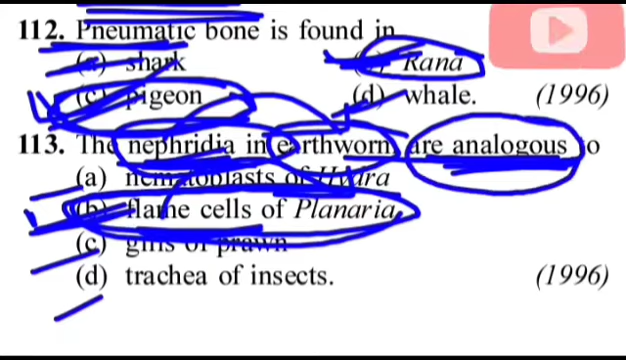 112. Pneumatic bone is found in
(a) shark (b) Rana
(c) pigeon (d) whale. (1996)
113. The nephridia in earthworm are analogous to
(a) nematoblasts of Hydra
(b) flame cells of Planaria
(c) gills of prawn
(d) trachea of insects. (1996)